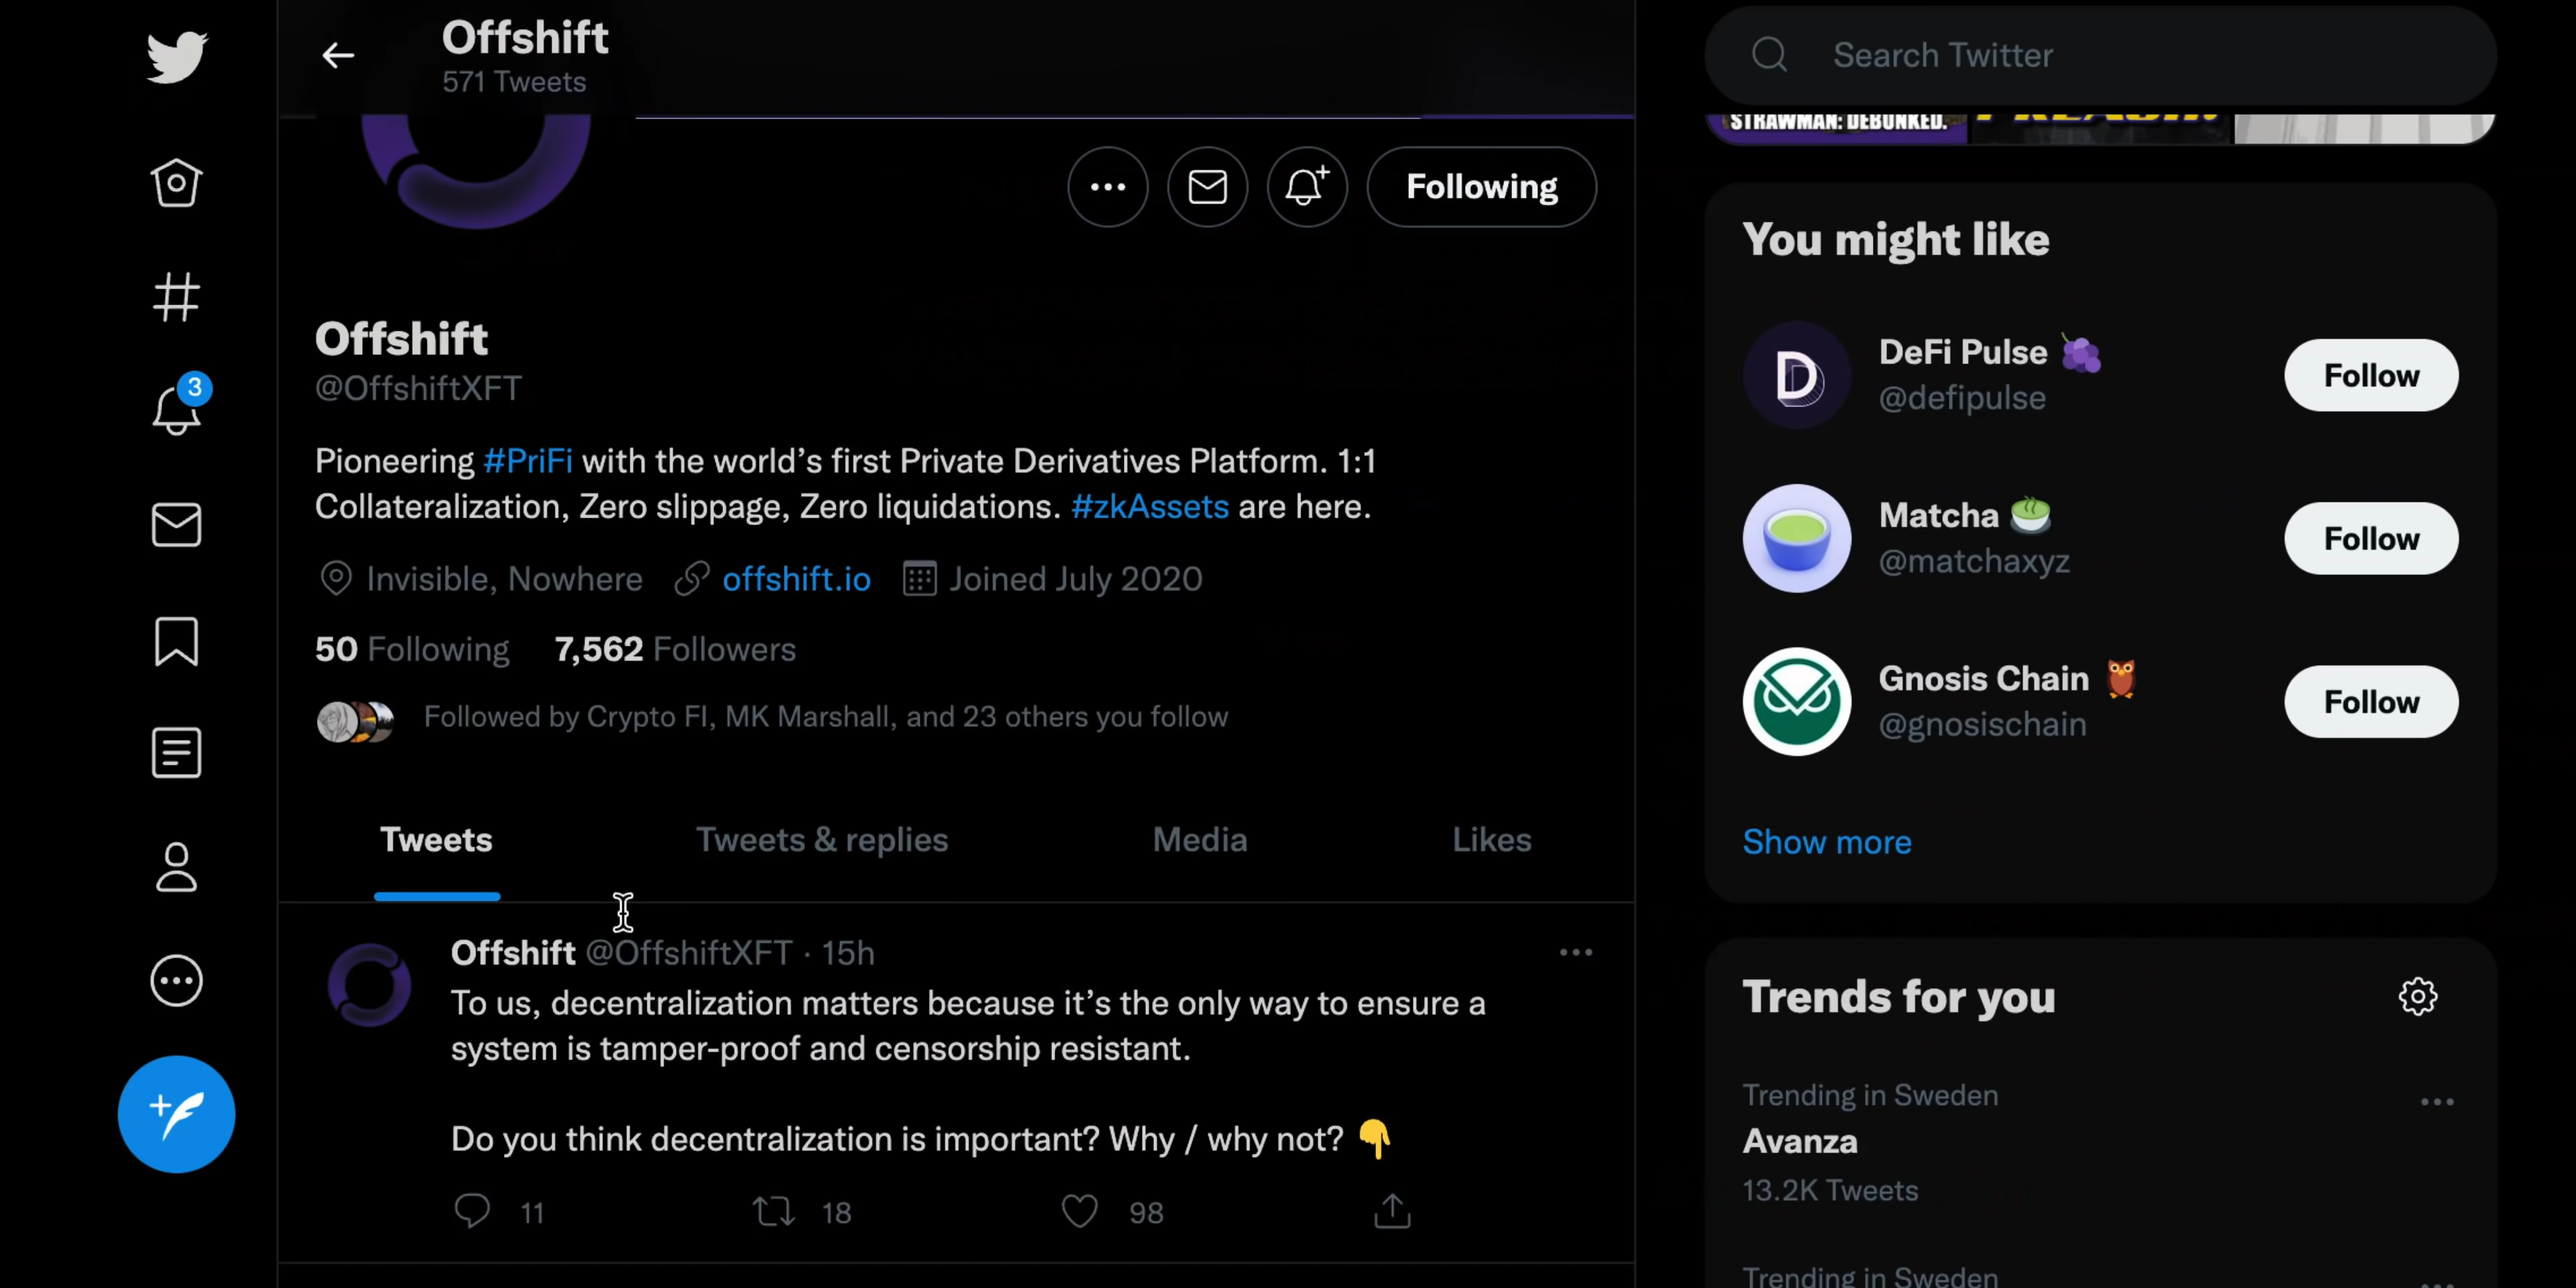 Offshift
571 Tweets
Following
Offshift
@OffshiftXFT
Pioneering #PriFi with the world’s first Private Derivatives Platform. 1:1
Collateralization, Zero slippage, Zero liquidations. #zkAssets are here.
Invisible, Nowhere offshift.io Joined July 2020
50 Following 7,562 Followers
Followed by Crypto FI, MK Marshall, and 23 others you follow
Tweets Tweets & replies Media Likes
Offshift @OffshiftXFT · 15h
To us, decentralization matters because it’s the only way to ensure a
system is tamper-proof and censorship resistant.
Do you think decentralization is important? Why / why not? 👇
11 18 98
3
Search Twitter
STRAWMAN: DEBUNKED.
You might like
DeFi Pulse 🍇
@defipulse
Follow
Matcha 🍵
@matchaxyz
Follow
Gnosis Chain 🦉
@gnosischain
Follow
Show more
Trends for you
Trending in Sweden
Avanza
13.2K Tweets
Trending in Sweden